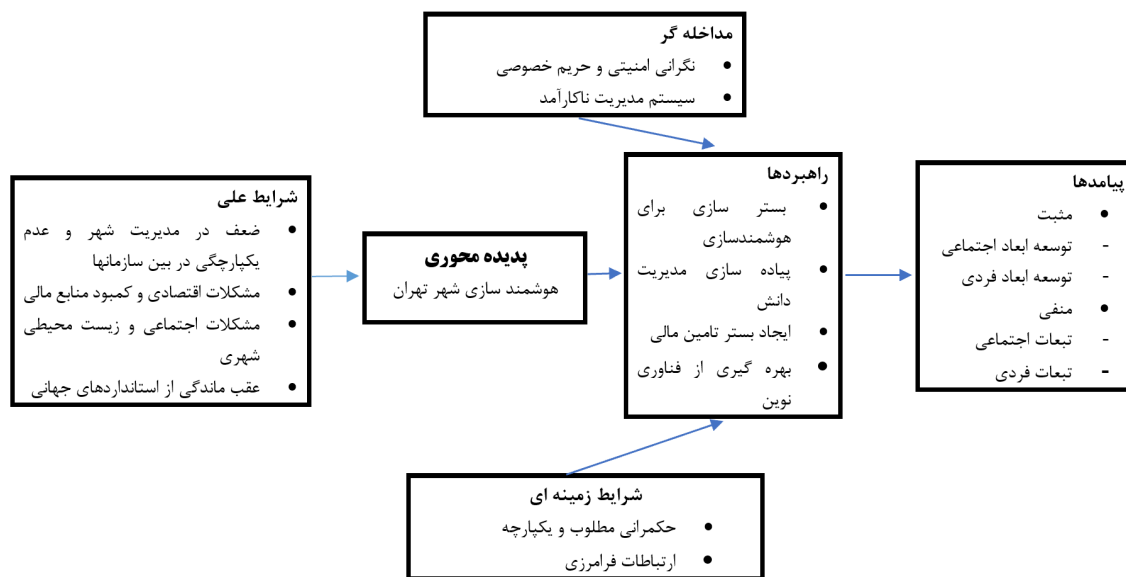 مداخله گر
• نگرانی امنیتی و حریم خصوصی
• سیستم مدیریت ناکارآمد
شرایط علی
• ضعف در مدیریت شهر و عدم
یکپارچگی در بین سازمانها
• مشکلات اقتصادی و کمبود منابع مالی
• مشکلات اجتماعی و زیست محیطی
شهری
• عقب ماندگی از استانداردهای جهانی
پدیده محوری
هوشمند سازی شهر تهران
راهبردها
• بستر سازی برای
هوشمندسازی
• پیاده سازی مدیریت
دانش
• ایجاد بستر تامین مالی
• بهره گیری از فناوری
نوین
پیامدها
• مثبت
- توسعه ابعاد اجتماعی
- توسعه ابعاد فردی
• منفی
- تبعات اجتماعی
- تبعات فردی
شرایط زمینه ای
• حکمرانی مطلوب و یکپارچه
• ارتباطات فرامرزی